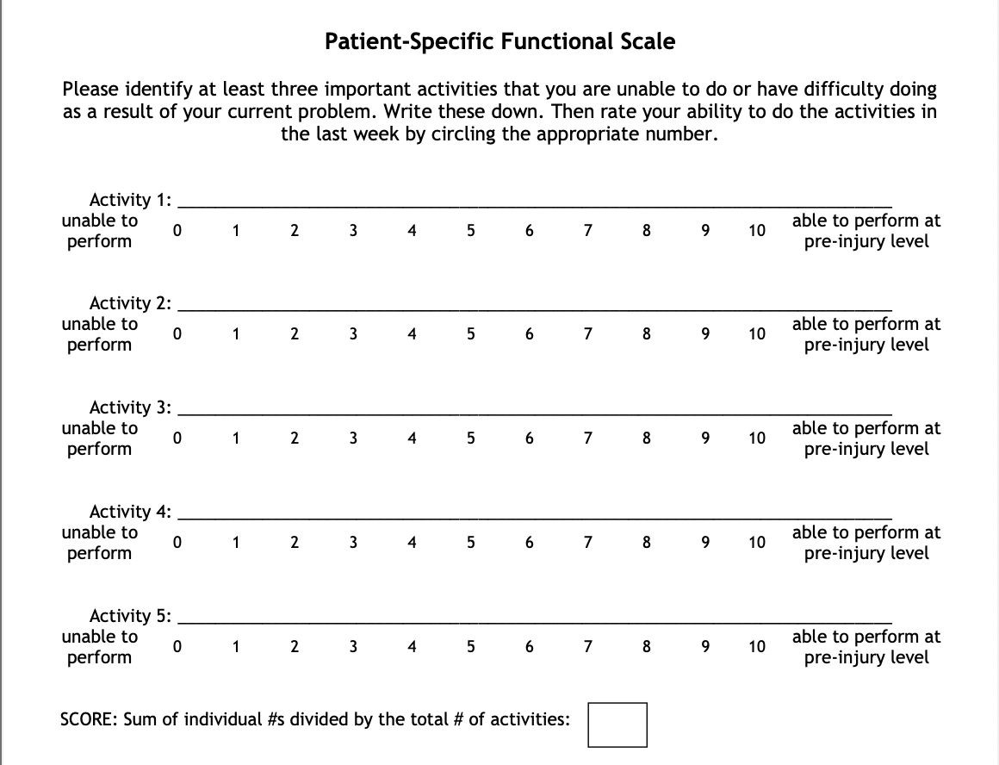 Patient-Specific Functional Scale
Please identify at least three important activities that you are unable to do or have difficulty doing
as a result of your current problem. Write these down. Then rate your ability to do the activities in
the last week by circling the appropriate number.
Activity 1:
unable to perform 0 1 2 3 4 5 6 7 8 9 10 able to perform at pre-injury level
Activity 2:
unable to perform 0 1 2 3 4 5 6 7 8 9 10 able to perform at pre-injury level
Activity 3:
unable to perform 0 1 2 3 4 5 6 7 8 9 10 able to perform at pre-injury level
Activity 4:
unable to perform 0 1 2 3 4 5 6 7 8 9 10 able to perform at pre-injury level
Activity 5:
unable to perform 0 1 2 3 4 5 6 7 8 9 10 able to perform at pre-injury level
SCORE: Sum of individual #s divided by the total # of activities: